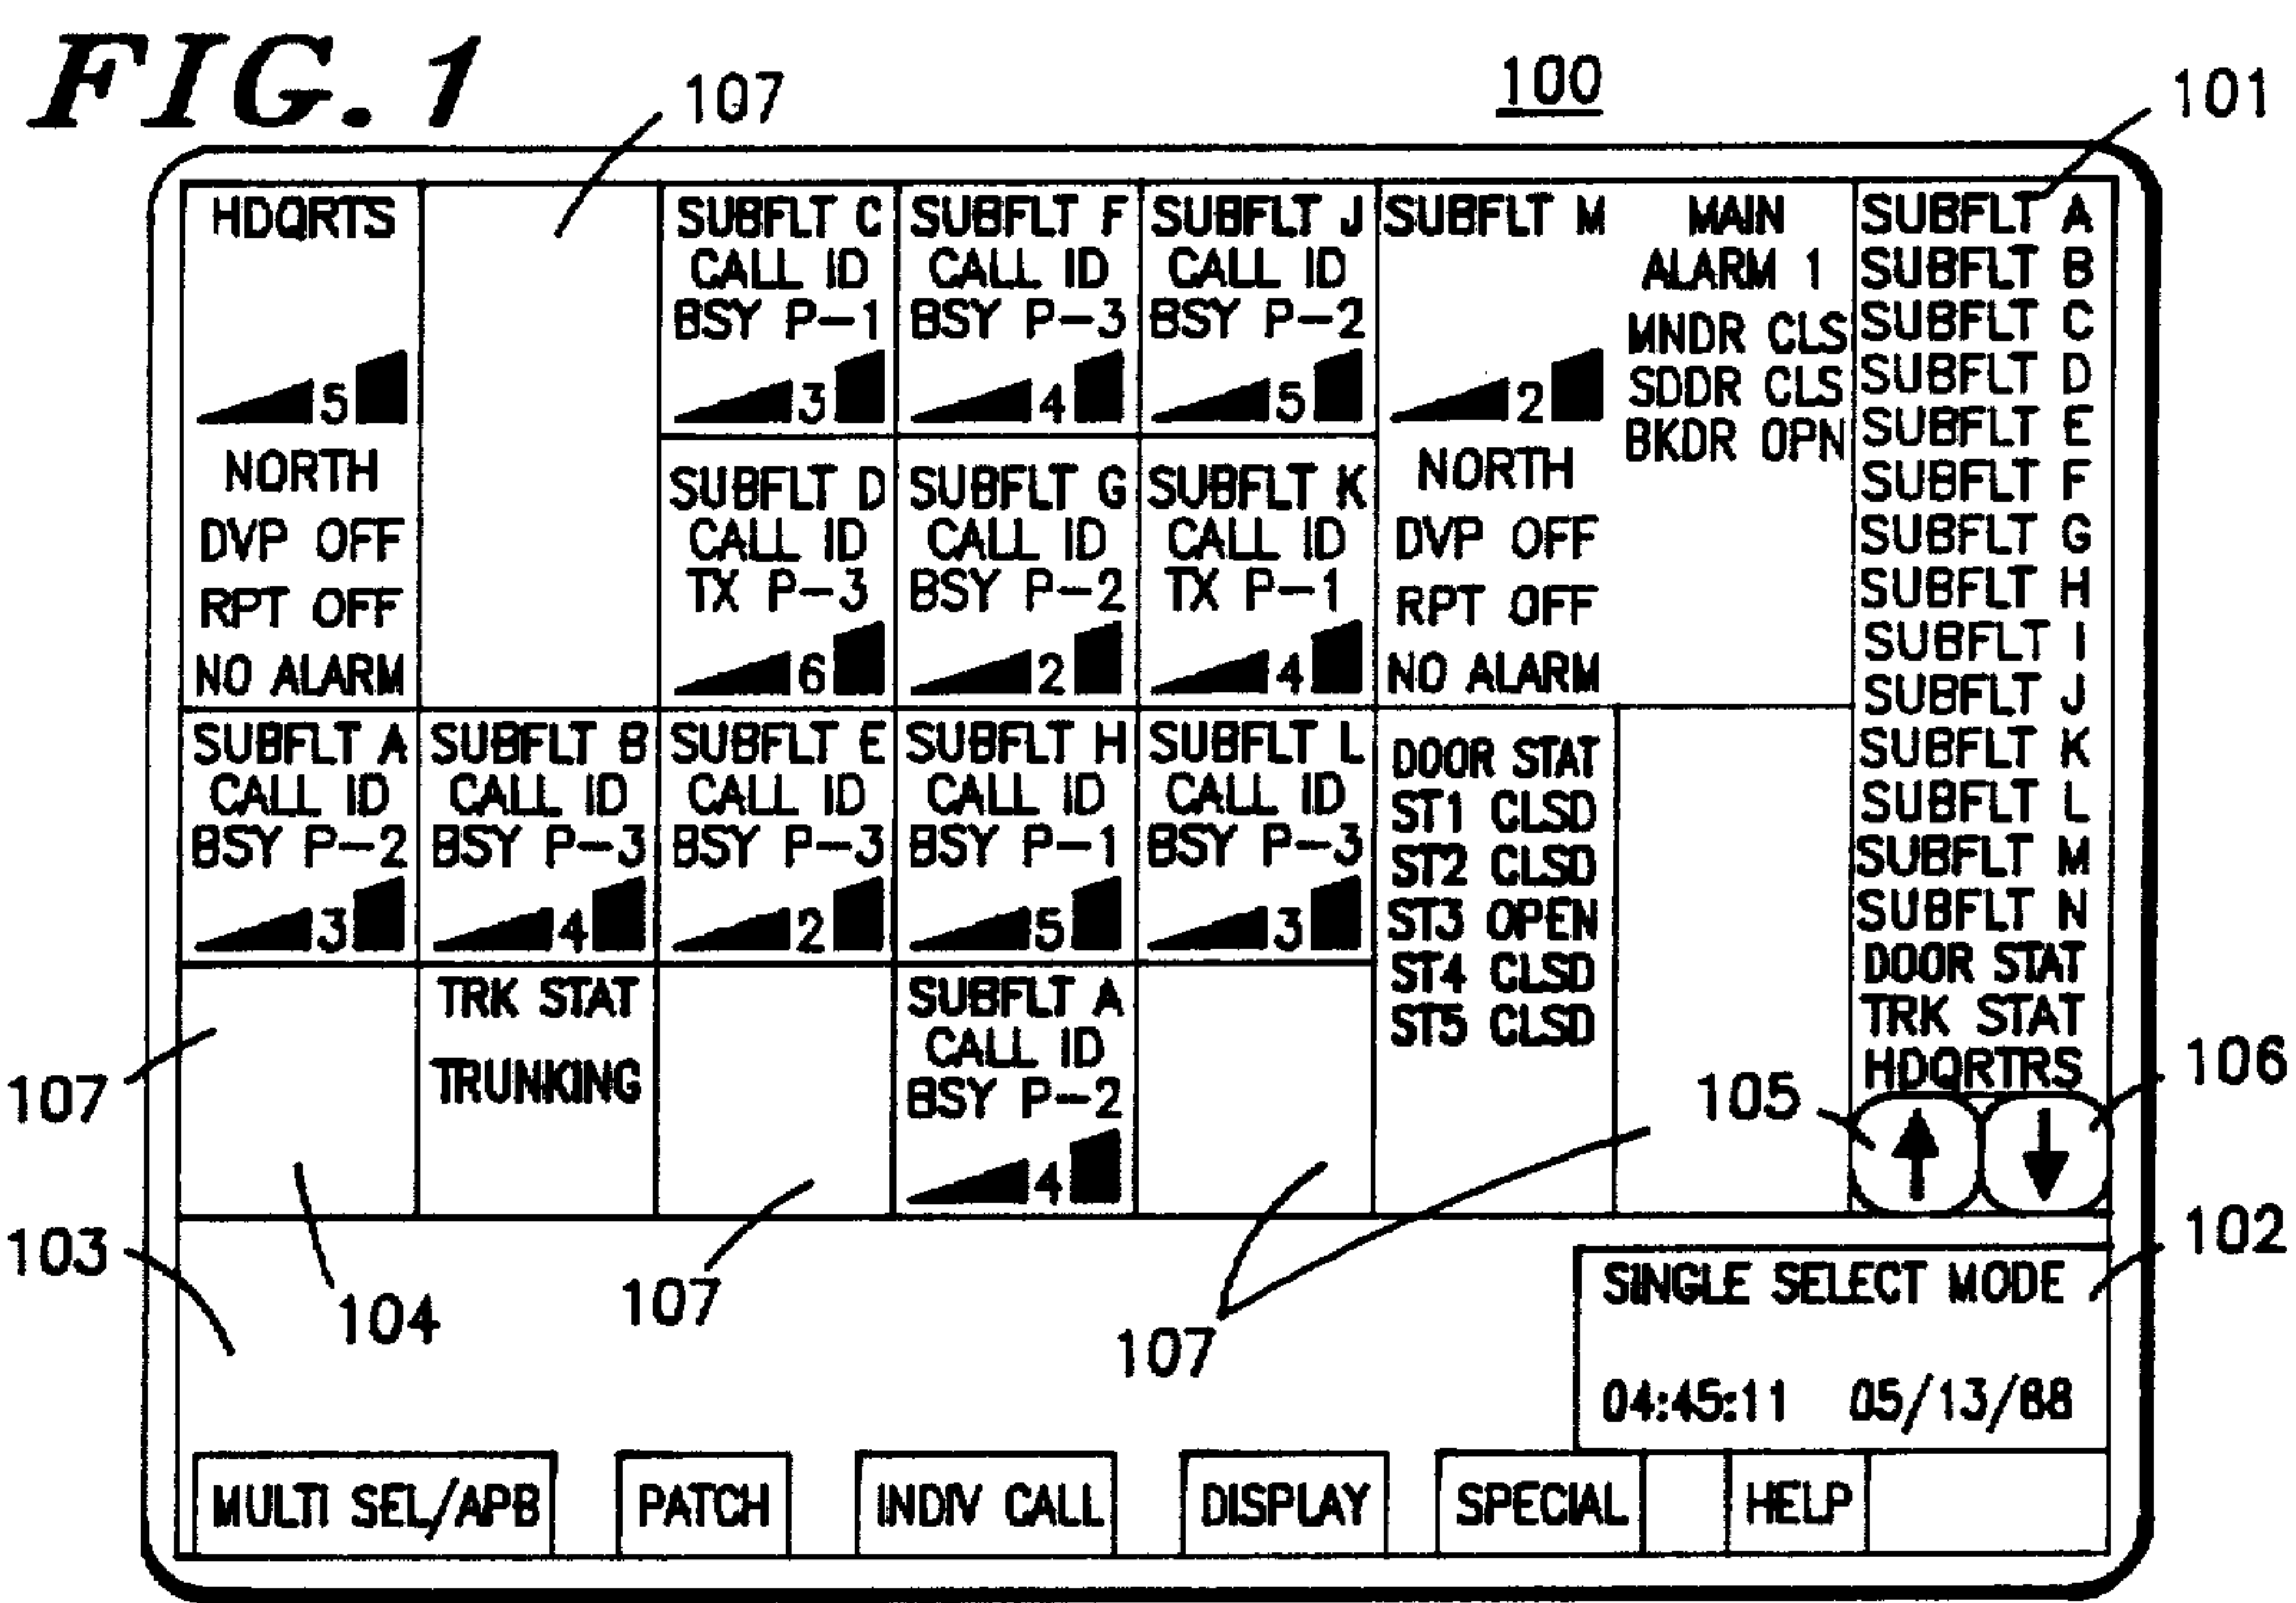 FIG. 1
107
100
101
HDQRTS
5
NORTH
DVP OFF
RPT OFF
NO ALARM
SUBFLT C
CALL ID
BSY P-1
3
SUBFLT F
CALL ID
BSY P-3
4
SUBFLT J
CALL ID
BSY P-2
5
SUBFLT M
2
NORTH
DVP OFF
RPT OFF
NO ALARM
MAIN
ALARM 1
MNDR CLS
SDDR CLS
BKDR OPN
SUBFLT D
CALL ID
TX P-3
6
SUBFLT G
CALL ID
BSY P-2
2
SUBFLT K
CALL ID
TX P-1
4
SUBFLT A
CALL ID
BSY P-2
3
SUBFLT B
CALL ID
BSY P-3
4
SUBFLT E
CALL ID
BSY P-3
2
SUBFLT H
CALL ID
BSY P-1
5
SUBFLT L
CALL ID
BSY P-3
3
DOOR STAT
ST1 CLSD
ST2 CLSD
ST3 OPEN
ST4 CLSD
ST5 CLSD
TRK STAT
TRUNKING
SUBFLT A
CALL ID
BSY P-2
4
SUBFLT A
SUBFLT B
SUBFLT C
SUBFLT D
SUBFLT E
SUBFLT F
SUBFLT G
SUBFLT H
SUBFLT I
SUBFLT J
SUBFLT K
SUBFLT L
SUBFLT M
SUBFLT N
DOOR STAT
TRK STAT
HDQRTRS
107
105
106
103
104
107
107
102
SINGLE SELECT MODE
04:45:11 05/13/88
MULTI SEL/APB
PATCH
INDIV CALL
DISPLAY
SPECIAL
HELP